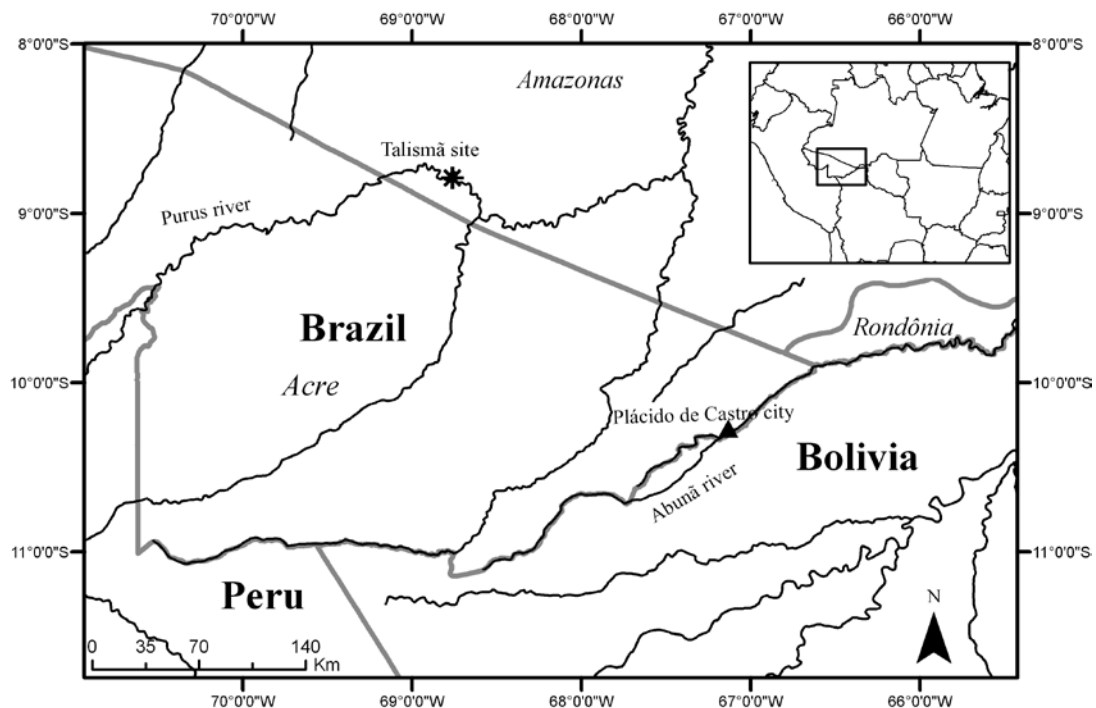 70°0'0"W 69°0'0"W 68°0'0"W 67°0'0"W 66°0'0"W
8°0'0"S 8°0'0"S
Amazonas
Talismã site
Purus river
9°0'0"S 9°0'0"S
Brazil
Rondônia
Acre
10°0'0"S 10°0'0"S
Plácido de Castro city
Bolivia
Abunã river
11°0'0"S 11°0'0"S
Peru
N
0 35 70 140
Km
70°0'0"W 69°0'0"W 68°0'0"W 67°0'0"W 66°0'0"W